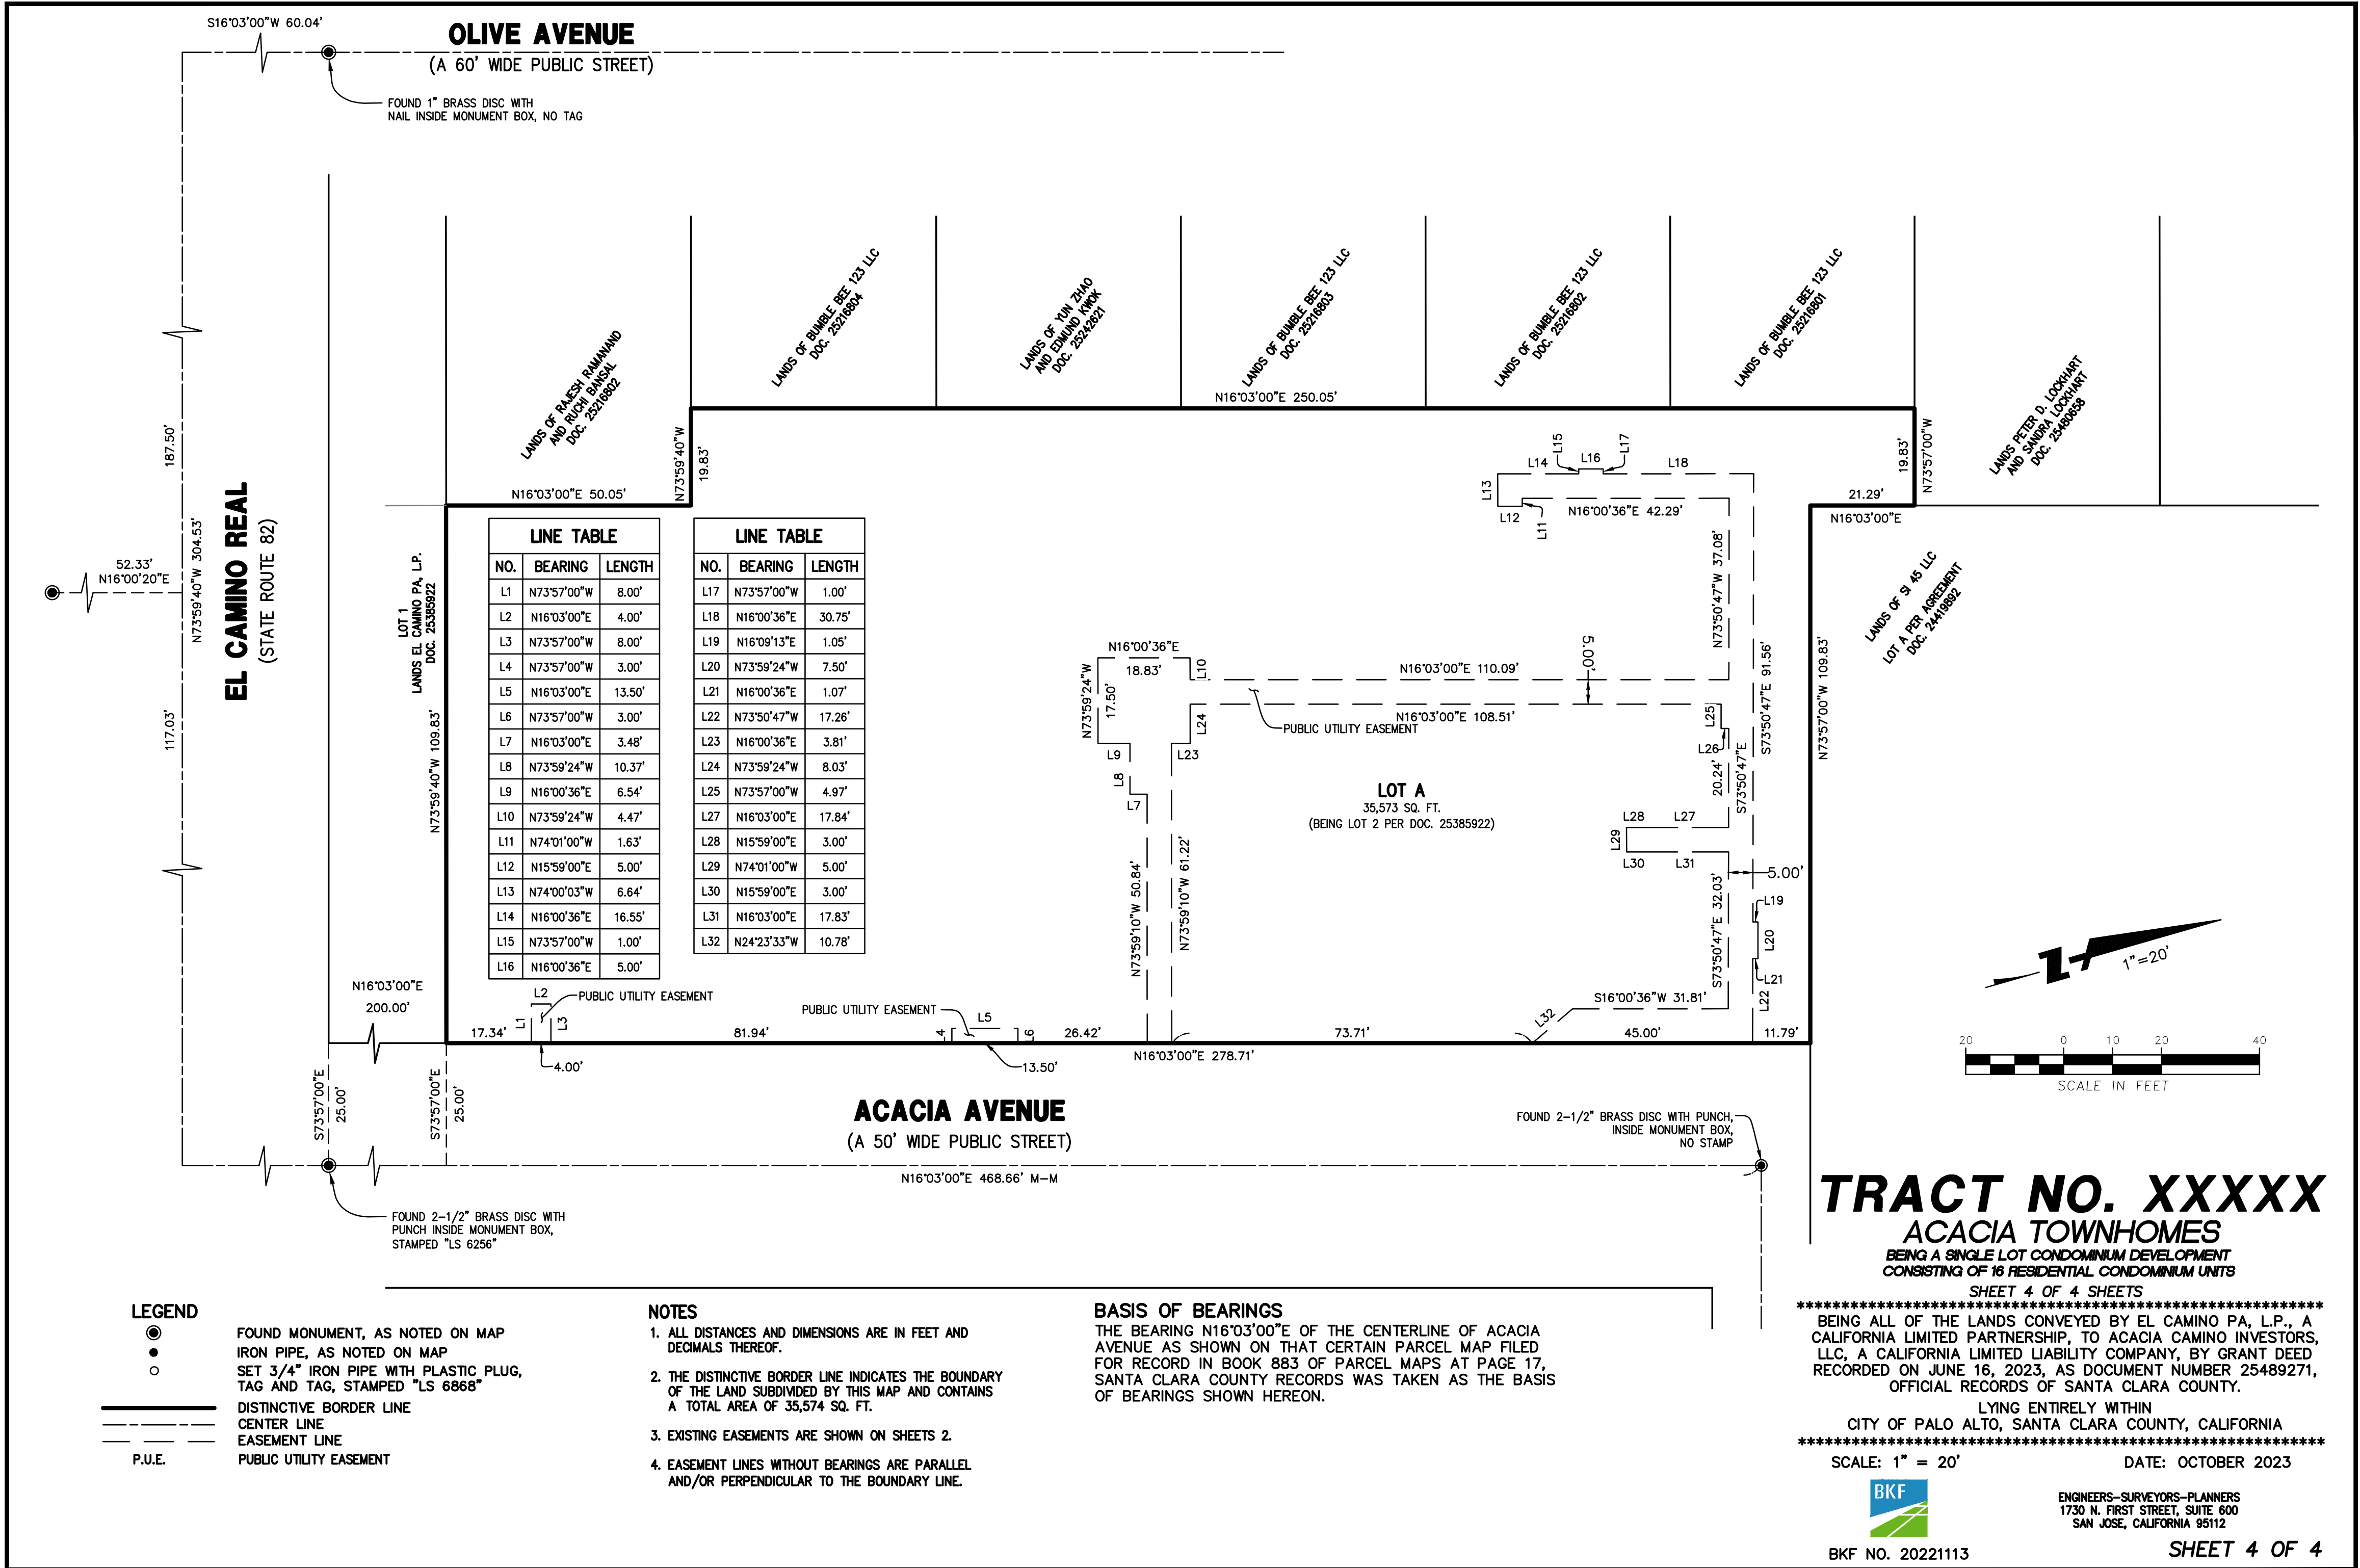 S16°03'00"W 60.04'
OLIVE AVENUE
(A 60' WIDE PUBLIC STREET)
FOUND 1" BRASS DISC WITH
NAIL INSIDE MONUMENT BOX, NO TAG
187.50'
N73°59'40"W 304.53'
117.03'
52.33'
N16°00'20"E
EL CAMINO REAL
(STATE ROUTE 82)
LANDS OF RAJESH RAMANAND
AND RUCHI BANSAL
DOC. 25216802
LANDS OF BUMBLE BEE 123 LLC
DOC. 25216804
LANDS OF YUN ZHAO
AND EDMUND KWOK
DOC. 25242621
LANDS OF BUMBLE BEE 123 LLC
DOC. 25216803
LANDS OF BUMBLE BEE 123 LLC
DOC. 25216802
LANDS OF BUMBLE BEE 123 LLC
DOC. 25216801
LANDS PETER D. LOCKHART
AND SANDRA LOCKHART
DOC. 25480658
N16°03'00"E 250.05'
N73°59'40"W
19.83'
N16°03'00"E 50.05'
19.83'
N73°57'00"W
21.29'
N16°03'00"E
LANDS OF SI 45 LLC
LOT A PER AGREEMENT
DOC. 24419892
LOT 1
LANDS EL CAMINO PA, L.P.
DOC. 25385922
N73°59'40"W 109.83'
LINE TABLE
NO. BEARING LENGTH
L1 N73°57'00"W 8.00'
L2 N16°03'00"E 4.00'
L3 N73°57'00"W 8.00'
L4 N73°57'00"W 3.00'
L5 N16°03'00"E 13.50'
L6 N73°57'00"W 3.00'
L7 N16°03'00"E 3.48'
L8 N73°59'24"W 10.37'
L9 N16°00'36"E 6.54'
L10 N73°59'24"W 4.47'
L11 N74°01'00"W 1.63'
L12 N15°59'00"E 5.00'
L13 N74°00'03"W 6.64'
L14 N16°00'36"E 16.55'
L15 N73°57'00"W 1.00'
L16 N16°00'36"E 5.00'
LINE TABLE
NO. BEARING LENGTH
L17 N73°57'00"W 1.00'
L18 N16°00'36"E 30.75'
L19 N16°09'13"E 1.05'
L20 N73°59'24"W 7.50'
L21 N16°00'36"E 1.07'
L22 N73°50'47"W 17.26'
L23 N16°00'36"E 3.81'
L24 N73°59'24"W 8.03'
L25 N73°57'00"W 4.97'
L27 N16°03'00"E 17.84'
L28 N15°59'00"E 3.00'
L29 N74°01'00"W 5.00'
L30 N15°59'00"E 3.00'
L31 N16°03'00"E 17.83'
L32 N24°23'33"W 10.78'
L15
L17
L14
L16
L18
L13
L12
L11
N16°00'36"E 42.29'
N73°50'47"W 37.08'
N16°00'36"E
18.83'
L10
N73°59'24"W
17.50'
N16°03'00"E 110.09'
5.00'
S73°50'47"E 91.56'
N73°57'00"W 109.83'
N16°03'00"E 108.51'
PUBLIC UTILITY EASEMENT
L24
L23
L9
L8
L7
L25
L26
20.24'
S73°50'47"E
LOT A
35,573 SQ. FT.
(BEING LOT 2 PER DOC. 25385922)
L28
L27
L29
L30
L31
5.00'
N73°59'10"W 50.84'
N73°59'10"W 61.22'
S73°50'47"E 32.03'
L19
L20
L21
L22
S16°00'36"W 31.81'
L32
N16°03'00"E
200.00'
L2
PUBLIC UTILITY EASEMENT
L1
L3
PUBLIC UTILITY EASEMENT
L5
L4
L6
17.34'
81.94'
26.42'
73.71'
45.00'
11.79'
4.00'
13.50'
N16°03'00"E 278.71'
1"=20'
20 0 10 20 40
SCALE IN FEET
S73°57'00"E
25.00'
S73°57'00"E
25.00'
ACACIA AVENUE
(A 50' WIDE PUBLIC STREET)
FOUND 2-1/2" BRASS DISC WITH PUNCH,
INSIDE MONUMENT BOX,
NO STAMP
N16°03'00"E 468.66' M-M
FOUND 2-1/2" BRASS DISC WITH
PUNCH INSIDE MONUMENT BOX,
STAMPED "LS 6256"
LEGEND
FOUND MONUMENT, AS NOTED ON MAP
IRON PIPE, AS NOTED ON MAP
SET 3/4" IRON PIPE WITH PLASTIC PLUG,
TAG AND TAG, STAMPED "LS 6868"
DISTINCTIVE BORDER LINE
CENTER LINE
EASEMENT LINE
P.U.E. PUBLIC UTILITY EASEMENT
NOTES
1. ALL DISTANCES AND DIMENSIONS ARE IN FEET AND
DECIMALS THEREOF.
2. THE DISTINCTIVE BORDER LINE INDICATES THE BOUNDARY
OF THE LAND SUBDIVIDED BY THIS MAP AND CONTAINS
A TOTAL AREA OF 35,574 SQ. FT.
3. EXISTING EASEMENTS ARE SHOWN ON SHEETS 2.
4. EASEMENT LINES WITHOUT BEARINGS ARE PARALLEL
AND/OR PERPENDICULAR TO THE BOUNDARY LINE.
BASIS OF BEARINGS
THE BEARING N16°03'00"E OF THE CENTERLINE OF ACACIA
AVENUE AS SHOWN ON THAT CERTAIN PARCEL MAP FILED
FOR RECORD IN BOOK 883 OF PARCEL MAPS AT PAGE 17,
SANTA CLARA COUNTY RECORDS WAS TAKEN AS THE BASIS
OF BEARINGS SHOWN HEREON.
TRACT NO. XXXXX
ACACIA TOWNHOMES
BEING A SINGLE LOT CONDOMINIUM DEVELOPMENT
CONSISTING OF 16 RESIDENTIAL CONDOMINIUM UNITS
SHEET 4 OF 4 SHEETS
************************************************************
BEING ALL OF THE LANDS CONVEYED BY EL CAMINO PA, L.P., A
CALIFORNIA LIMITED PARTNERSHIP, TO ACACIA CAMINO INVESTORS,
LLC, A CALIFORNIA LIMITED LIABILITY COMPANY, BY GRANT DEED
RECORDED ON JUNE 16, 2023, AS DOCUMENT NUMBER 25489271,
OFFICIAL RECORDS OF SANTA CLARA COUNTY.
LYING ENTIRELY WITHIN
CITY OF PALO ALTO, SANTA CLARA COUNTY, CALIFORNIA
************************************************************
SCALE: 1" = 20' DATE: OCTOBER 2023
BKF
ENGINEERS-SURVEYORS-PLANNERS
1730 N. FIRST STREET, SUITE 600
SAN JOSE, CALIFORNIA 95112
BKF NO. 20221113
SHEET 4 OF 4